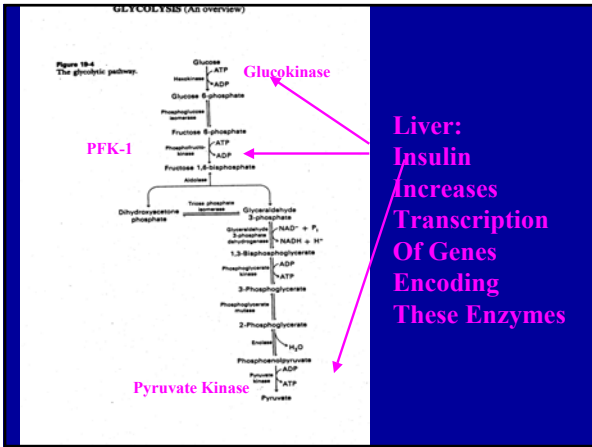 GLYCOLYSIS (An overview)
Figure 19-4
The glycolytic pathway.
Glucose
Hexokinase
ATP
ADP
Glucokinase
Glucose 6-phosphate
Phosphoglucose
isomerase
Fructose 6-phosphate
PFK-1
Phosphofructo-
kinase
ATP
ADP
Fructose 1,6-bisphosphate
Aldolase
Dihydroxyacetone
phosphate
Triose phosphate
isomerase
Glyceraldehyde
3-phosphate
Glyceraldehyde
3-phosphate
dehydrogenase
NAD⁺ + Pᵢ
NADH + H⁺
1,3-Bisphosphoglycerate
Phosphoglycerate
kinase
ADP
ATP
3-Phosphoglycerate
Phosphoglycerate
mutase
2-Phosphoglycerate
Enolase
H₂O
Phosphoenolpyruvate
Pyruvate Kinase
Pyruvate
kinase
ADP
ATP
Pyruvate
Liver:
Insulin
Increases
Transcription
Of Genes
Encoding
These Enzymes